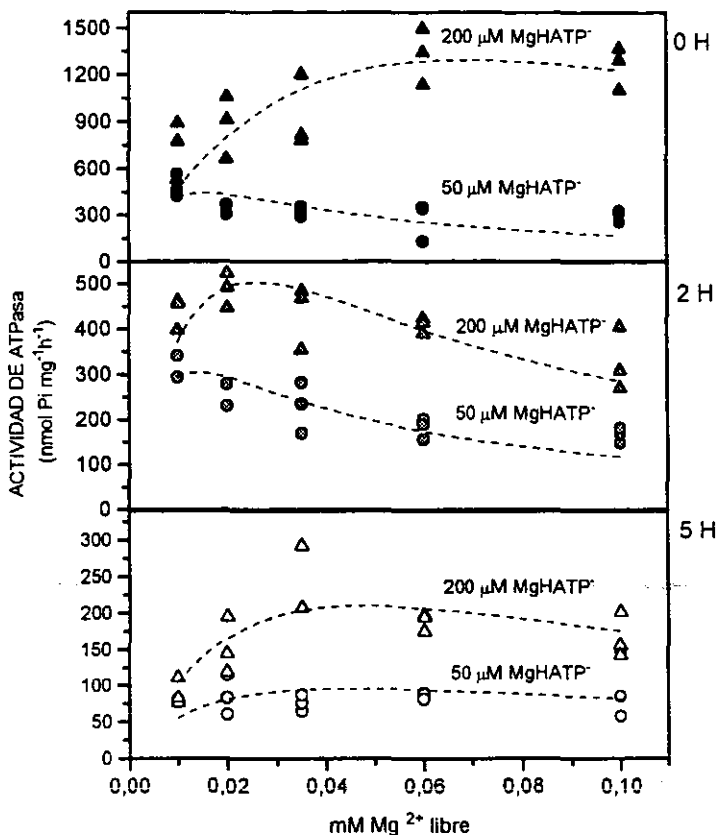 1500
1200
900
600
300
0
200 µM MgHATP⁻
50 µM MgHATP⁻
0 H
500
400
300
200
100
0
200 µM MgHATP⁻
50 µM MgHATP⁻
2 H
ACTIVIDAD DE ATPasa
(nmol Pi mg⁻¹h⁻¹)
300
250
200
150
100
50
0
200 µM MgHATP⁻
50 µM MgHATP⁻
5 H
0,00 0,02 0,04 0,06 0,08 0,10
mM Mg ²⁺ libre